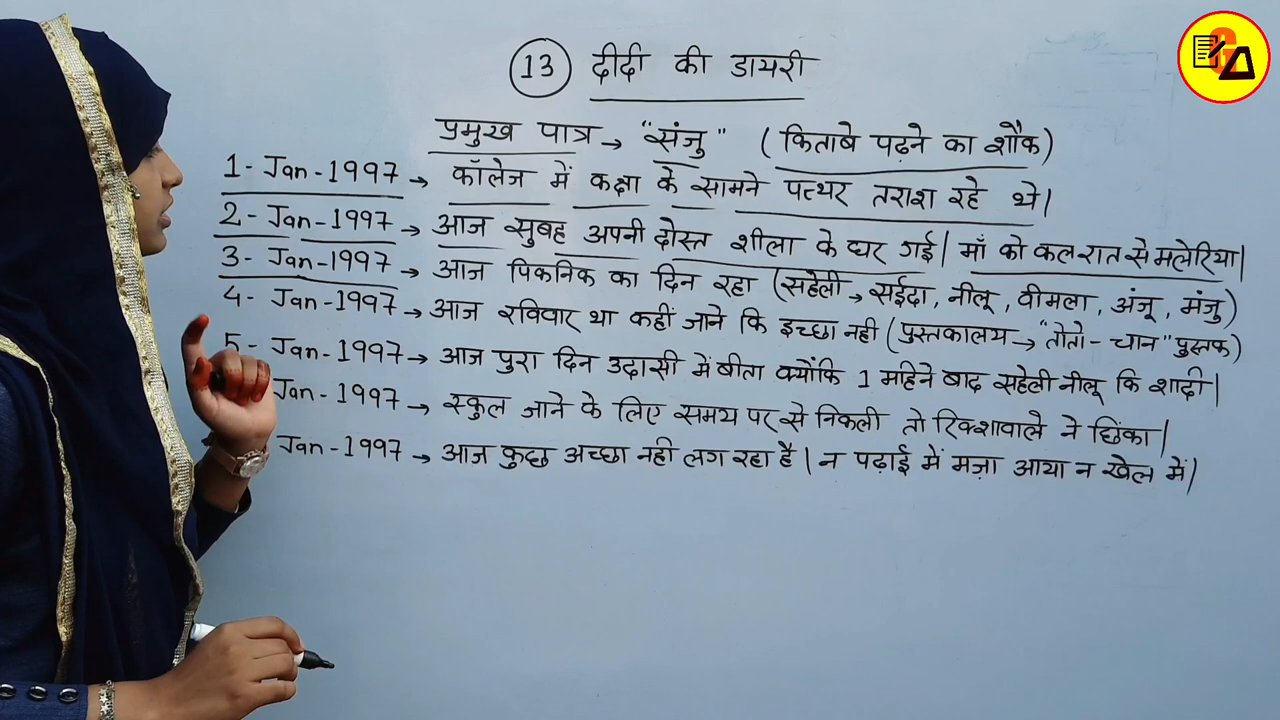 13 दीदी की डायरी
प्रमुख पात्र → "संजु" (किताबे पढ़ने का शौक)
1- Jan -1997 → कॉलेज में कक्षा के सामने पत्थर तराश रहे थे|
2- Jan -1997 → आज सुबह अपनी दोस्त शीला के घर गई| माँ को कल रात से मलेरिया|
3- Jan -1997 → आज पिकनिक का दिन रहा (सहेली → सईदा, नीलू, वीमला, अंजू, मंजु)
4- Jan -1997 → आज रविवार था कहीं जाने कि इच्छा नही (पुस्तकालय → "तोतो - चान" पुस्तक)
5- Jan -1997 → आज पुरा दिन उदासी में बीता क्योंकि 1 महिने बाद सहेली नीलू कि शादी|
Jan -1997 → स्कुल जाने के लिए समय पर से निकली तो रिक्शावाले ने छिंका|
Jan -1997 → आज कुछ अच्छा नही लग रहा है| न पढ़ाई में मज़ा आया न खेल में|